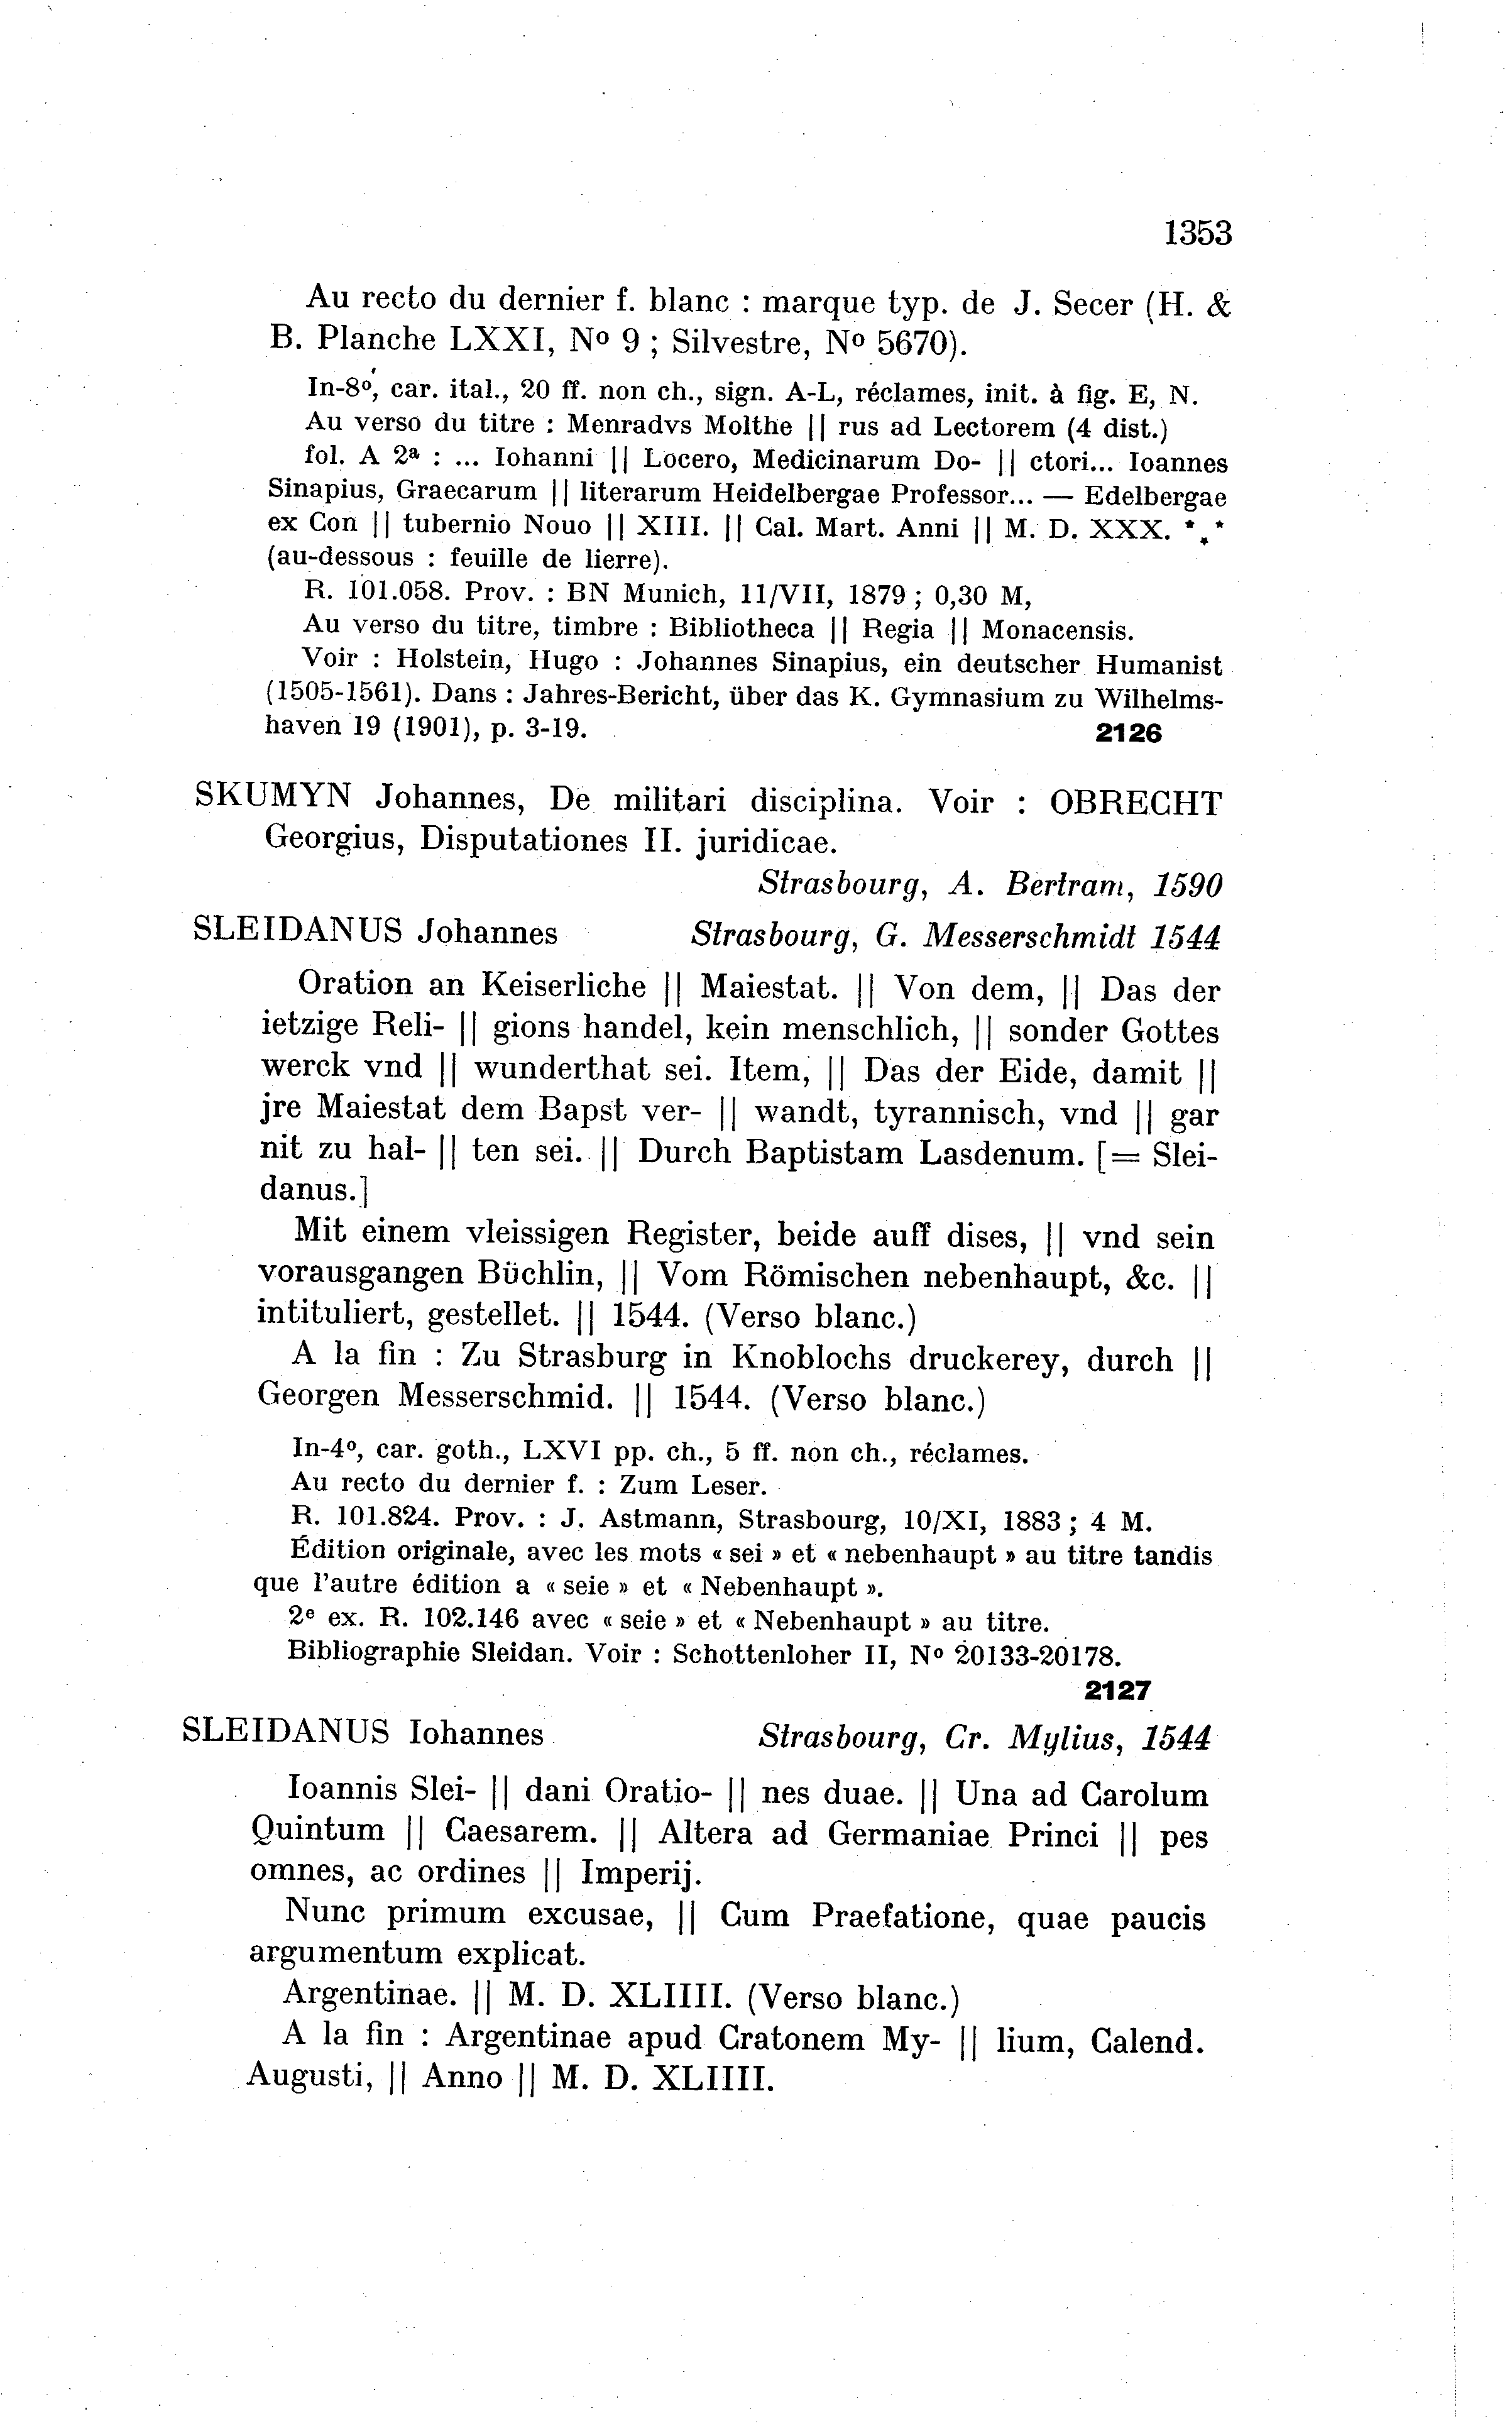 1353
Au recto du dernier f. blanc : marque typ. de J. Secer (H. &
B. Planche LXXI, Nº 9 ; Silvestre, Nº 5670).
In-8º, car. ital., 20 ff. non ch., sign. A-L, réclames, init. à fig. E, N.
Au verso du titre : Menradvs Molthe || rus ad Lectorem (4 dist.)
fol. A 2ª : ... Iohanni || Locero, Medicinarum Do- || ctori... Ioannes
Sinapius, Graecarum || literarum Heidelbergae Professor... — Edelbergae
ex Con || tubernio Nouo || XIII. || Cal. Mart. Anni || M. D. XXX. *⁎*
(au-dessous : feuille de lierre).
R. 101.058. Prov. : BN Munich, 11/VII, 1879 ; 0,30 M,
Au verso du titre, timbre : Bibliotheca || Regia || Monacensis.
Voir : Holstein, Hugo : Johannes Sinapius, ein deutscher Humanist
(1505-1561). Dans : Jahres-Bericht, über das K. Gymnasium zu Wilhelms-
haven 19 (1901), p. 3-19. 2126
SKUMYN Johannes, De militari disciplina. Voir : OBRECHT
Georgius, Disputationes II. juridicae.
Strasbourg, A. Bertram, 1590
SLEIDANUS Johannes Strasbourg, G. Messerschmidt 1544
Oration an Keiserliche || Maiestat. || Von dem, || Das der
ietzige Reli- || gions handel, kein menschlich, || sonder Gottes
werck vnd || wunderthat sei. Item, || Das der Eide, damit ||
jre Maiestat dem Bapst ver- || wandt, tyrannisch, vnd || gar
nit zu hal- || ten sei. || Durch Baptistam Lasdenum. [= Slei-
danus.]
Mit einem vleissigen Register, beide auff dises, || vnd sein
vorausgangen Büchlin, || Vom Römischen nebenhaupt, &c. ||
intituliert, gestellet. || 1544. (Verso blanc.)
A la fin : Zu Strasburg in Knoblochs druckerey, durch ||
Georgen Messerschmid. || 1544. (Verso blanc.)
In-4º, car. goth., LXVI pp. ch., 5 ff. non ch., réclames.
Au recto du dernier f. : Zum Leser.
R. 101.824. Prov. : J. Astmann, Strasbourg, 10/XI, 1883 ; 4 M.
Édition originale, avec les mots « sei » et « nebenhaupt » au titre tandis
que l'autre édition a « seie » et « Nebenhaupt ».
2e ex. R. 102.146 avec « seie » et « Nebenhaupt » au titre.
Bibliographie Sleidan. Voir : Schottenloher II, Nº 20133-20178.
2127
SLEIDANUS Iohannes Strasbourg, Cr. Mylius, 1544
Ioannis Slei- || dani Oratio- || nes duae. || Una ad Carolum
Quintum || Caesarem. || Altera ad Germaniae Princi || pes
omnes, ac ordines || Imperij.
Nunc primum excusae, || Cum Praefatione, quae paucis
argumentum explicat.
Argentinae. || M. D. XLIIII. (Verso blanc.)
A la fin : Argentinae apud Cratonem My- || lium, Calend.
Augusti, || Anno || M. D. XLIIII.